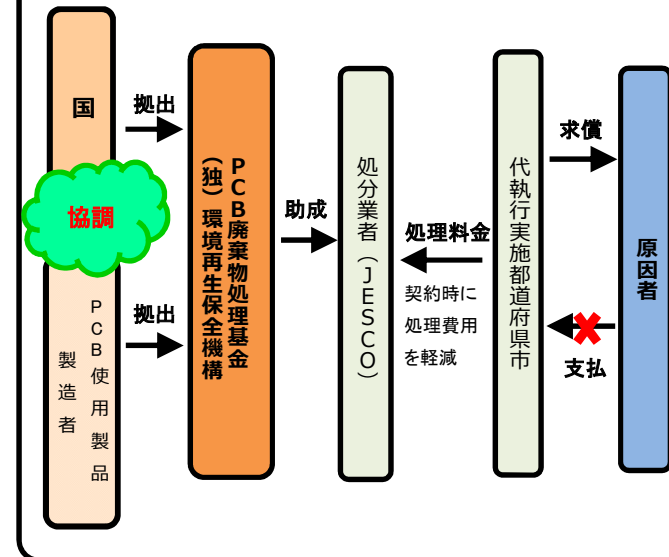 国
協調
PCB使用製品
製造者
拠出
拠出
PCB廃棄物処理基金
(独)環境再生保全機構
助成
処分業者(JESCO)
処理料金
契約時に
処理費用
を軽減
代執行実施都道府県市
求償
支払
原因者